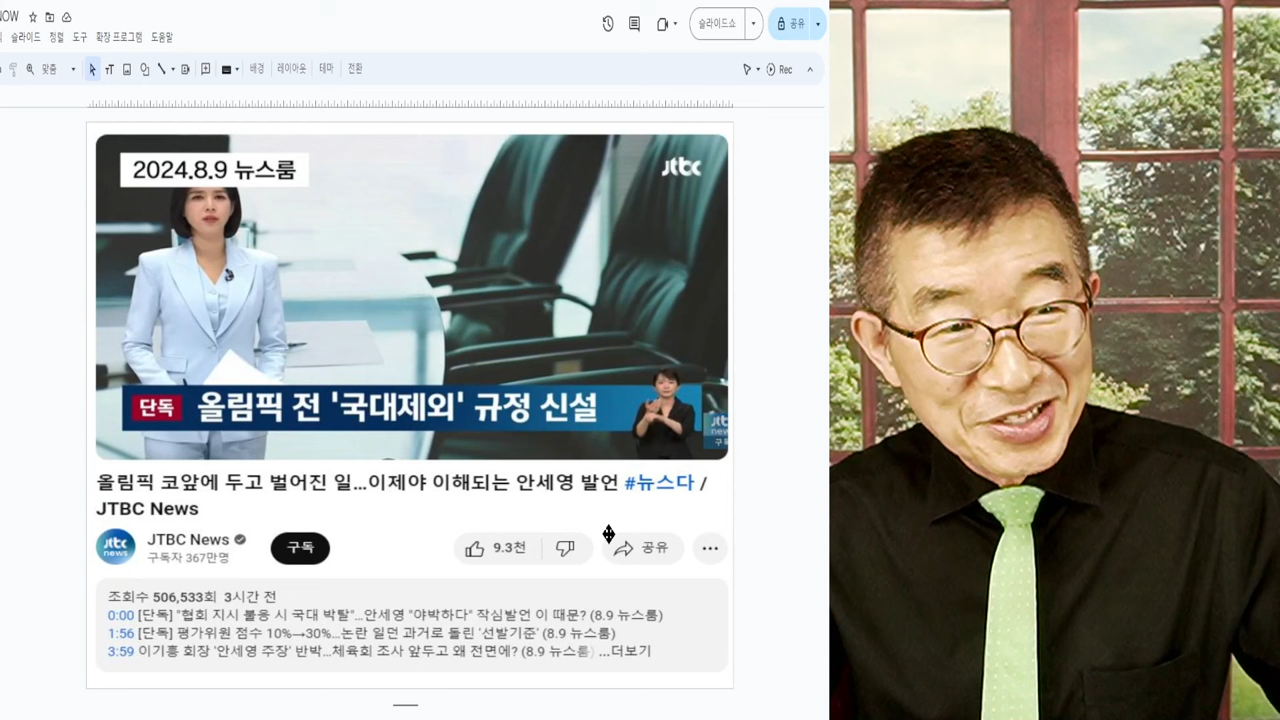 NOW
슬라이드 정렬 도구 확장 프로그램 도움말
슬라이드쇼
공유
맞춤
배경 레이아웃 테마 전환
Rec
2024.8.9 뉴스룸
jtbc
단독 올림픽 전 '국대제외' 규정 신설
올림픽 코앞에 두고 벌어진 일...이제야 이해되는 안세영 발언 #뉴스다 /
JTBC News
jtbc
news
JTBC News
구독자 367만명
구독
9.3천
공유
조회수 506,533회 3시간 전
0:00 [단독] "협회 지시 불응 시 국대 박탈"…안세영 "야박하다" 작심발언 이 때문? (8.9 뉴스룸)
1:56 [단독] 평가위원 점수 10%→30%…논란 일던 과거로 돌린 '선발기준' (8.9 뉴스룸)
3:59 이기흥 회장 '안세영 주장' 반박…체육회 조사 앞두고 왜 전면에? (8.9 뉴스룸) ...더보기